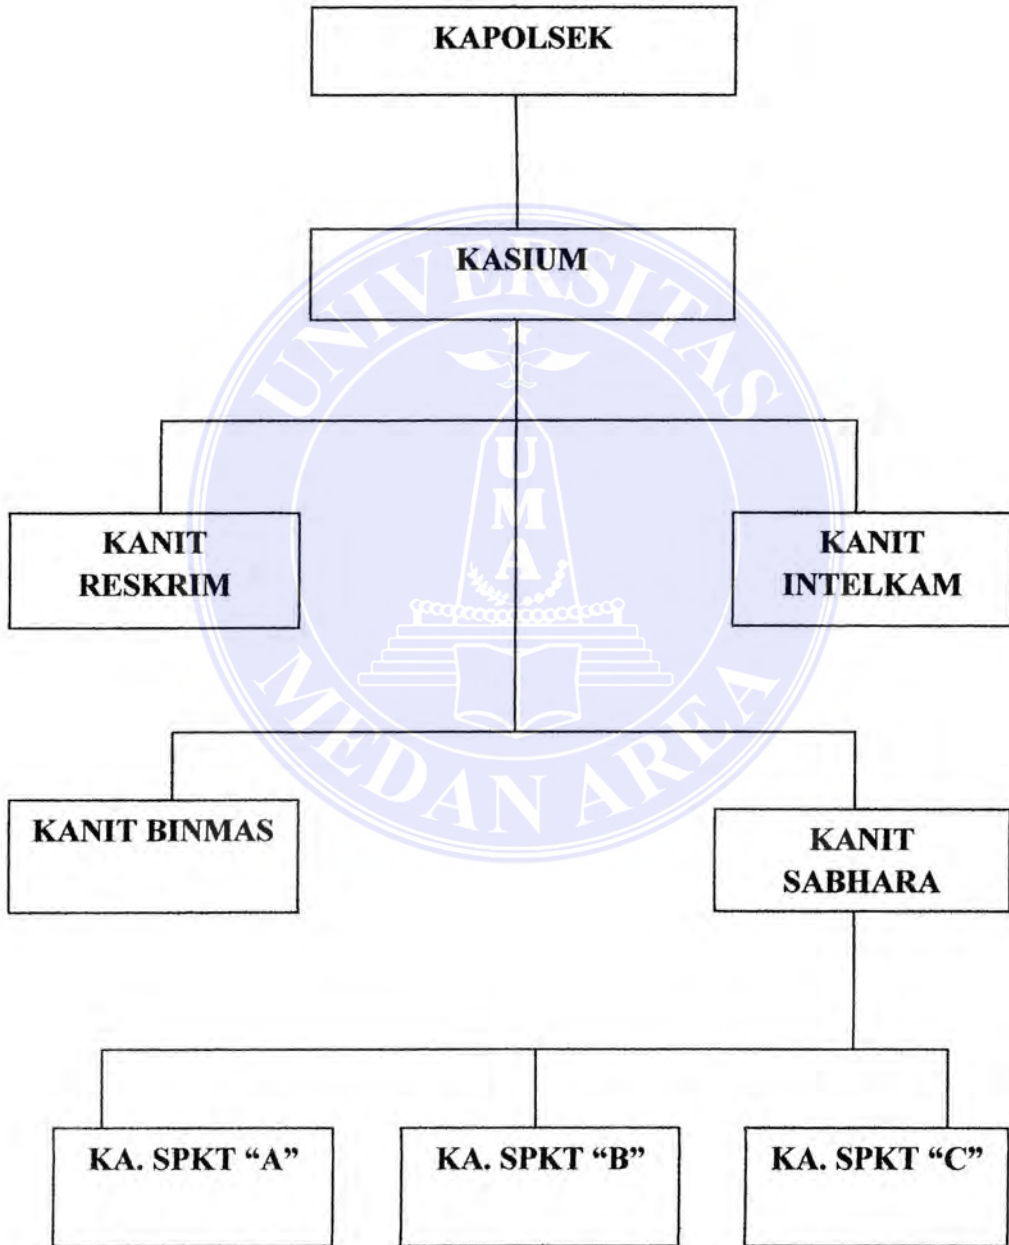 KAPOLSEK
KASIUM
UNIVERSITAS
UMA
MEDAN AREA
KANIT
RESKRIM
KANIT
INTELKAM
KANIT BINMAS
KANIT
SABHARA
KA. SPKT “A”
KA. SPKT “B”
KA. SPKT “C”